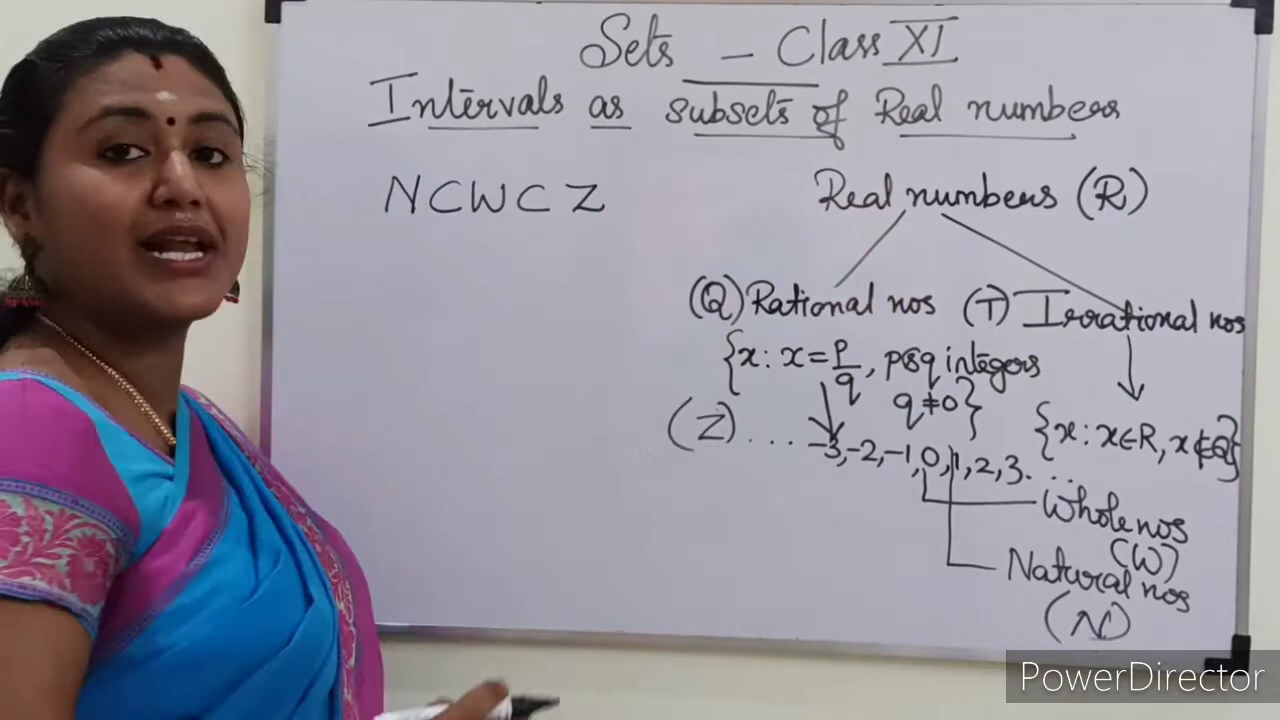 Sets - Class XI
Intervals as subsets of Real numbers
N ⊂ W ⊂ Z
Real numbers (R)
(Q) Rational nos (T) Irrational nos
{x : x = p/q, p & q integers
q ≠ 0}
{x : x ∈ R, x ∉ Q}
(Z) ... -3, -2, -1, 0, 1, 2, 3. ...
Whole nos
(W)
Natural nos
(N)
PowerDirector